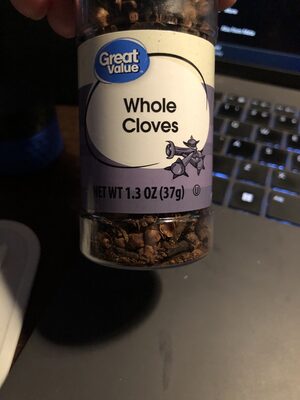 Great
Value
Whole
Cloves
NET WT 1.3 OZ (37g)
U